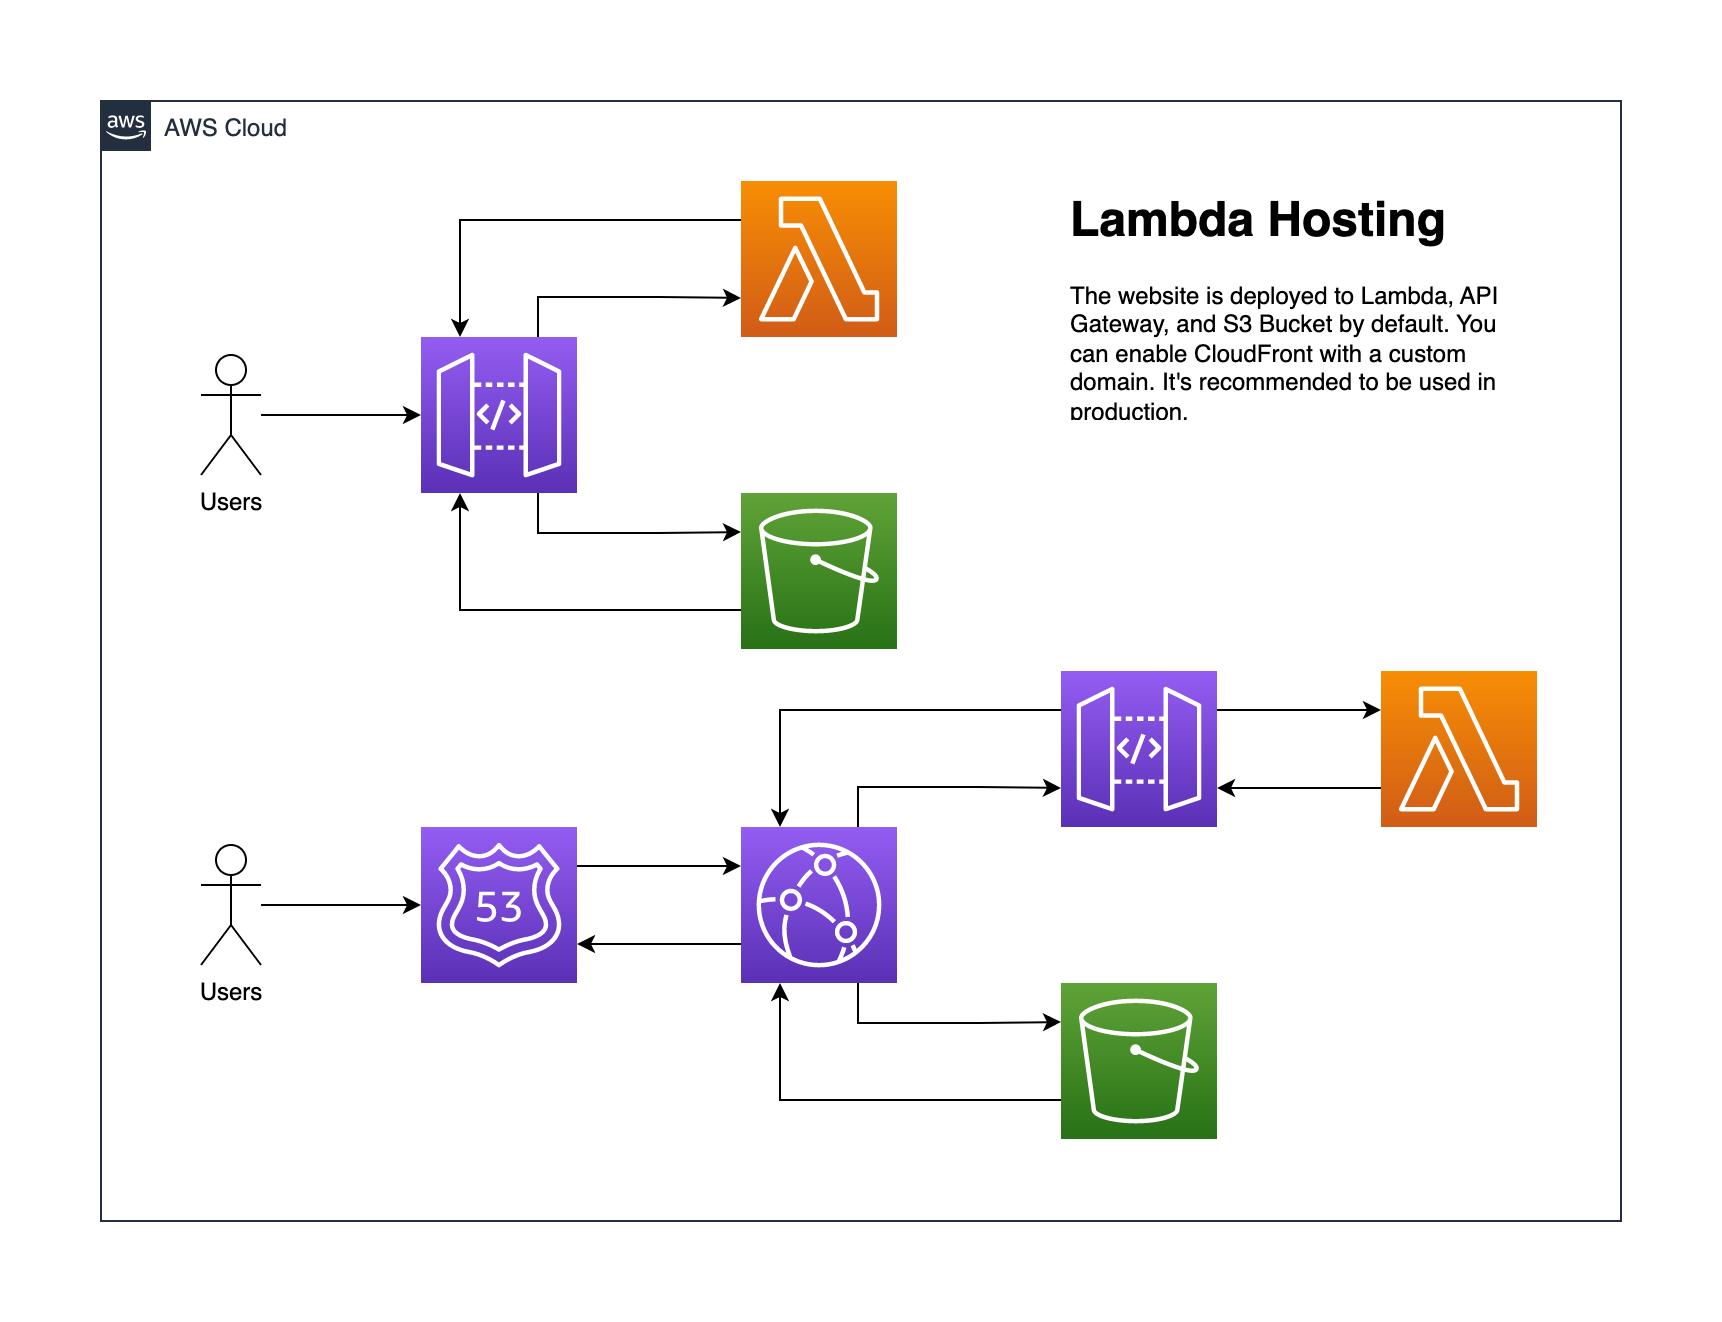 aws
AWS Cloud
Lambda Hosting
The website is deployed to Lambda, API
Gateway, and S3 Bucket by default. You
can enable CloudFront with a custom
domain. It's recommended to be used in
production.
</>
Users
</>
53
Users